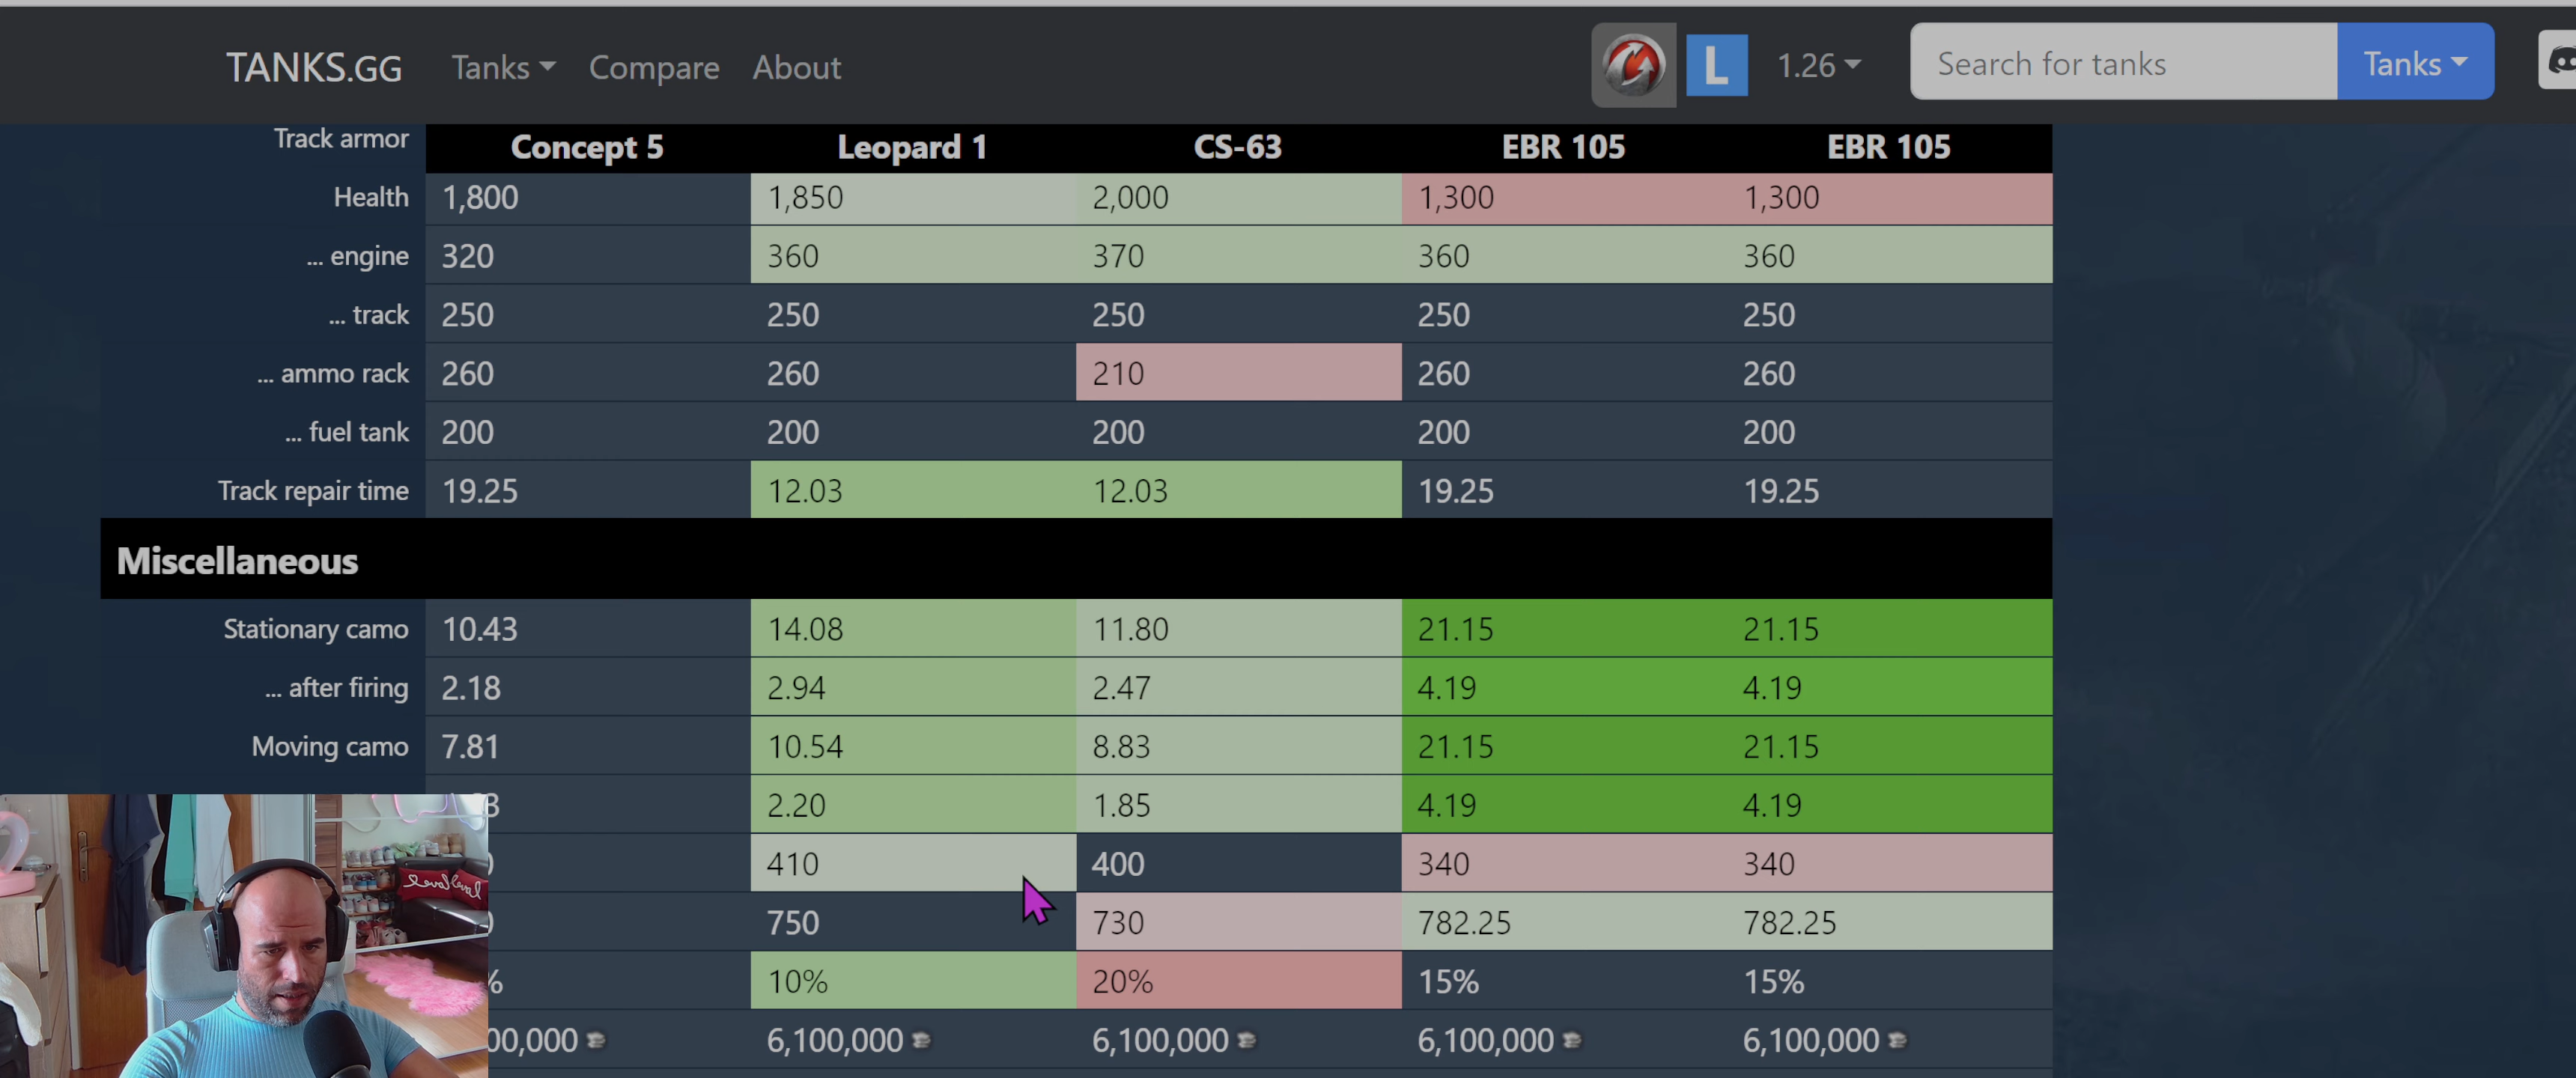 TANKS.GG Tanks Compare About L 1.26 Search for tanks Tanks
Track armor Concept 5 Leopard 1 CS-63 EBR 105 EBR 105
Health 1,800 1,850 2,000 1,300 1,300
... engine 320 360 370 360 360
... track 250 250 250 250 250
... ammo rack 260 260 210 260 260
... fuel tank 200 200 200 200 200
Track repair time 19.25 12.03 12.03 19.25 19.25
Miscellaneous
Stationary camo 10.43 14.08 11.80 21.15 21.15
... after firing 2.18 2.94 2.47 4.19 4.19
Moving camo 7.81 10.54 8.83 21.15 21.15
3 2.20 1.85 4.19 4.19
410 400 340 340
750 730 782.25 782.25
% 10% 20% 15% 15%
00,000 6,100,000 6,100,000 6,100,000 6,100,000